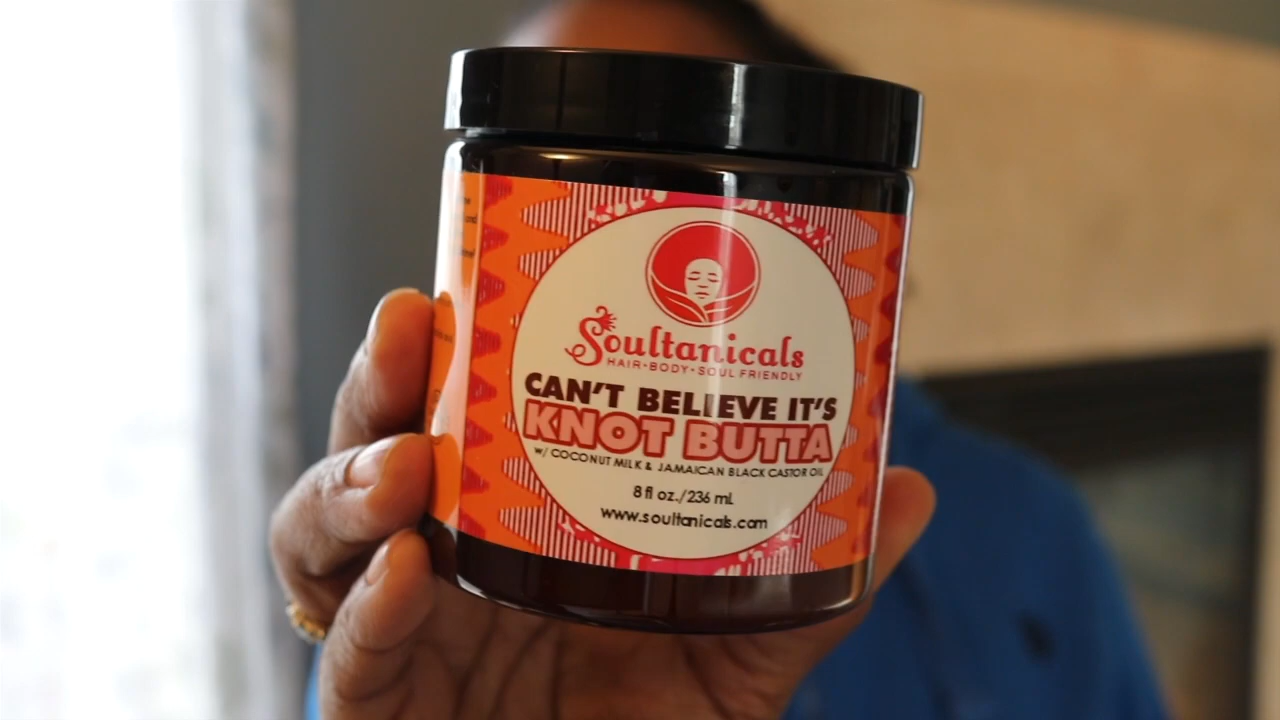 Soultanicals
HAIR•BODY•SOUL FRIENDLY
CAN'T BELIEVE IT'S
KNOT BUTTA
w/ COCONUT MILK & JAMAICAN BLACK CASTOR OIL
8 fl oz./236 mL
www.soultanicals.com